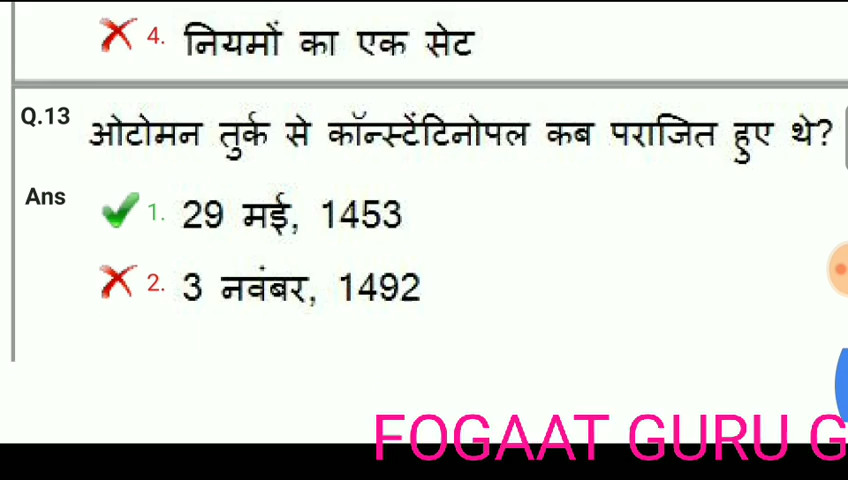 4. नियमों का एक सेट
Q.13 ओटोमन तुर्क से कॉन्स्टेंटिनोपल कब पराजित हुए थे?
Ans 1. 29 मई, 1453
2. 3 नवंबर, 1492
FOGAAT GURU G